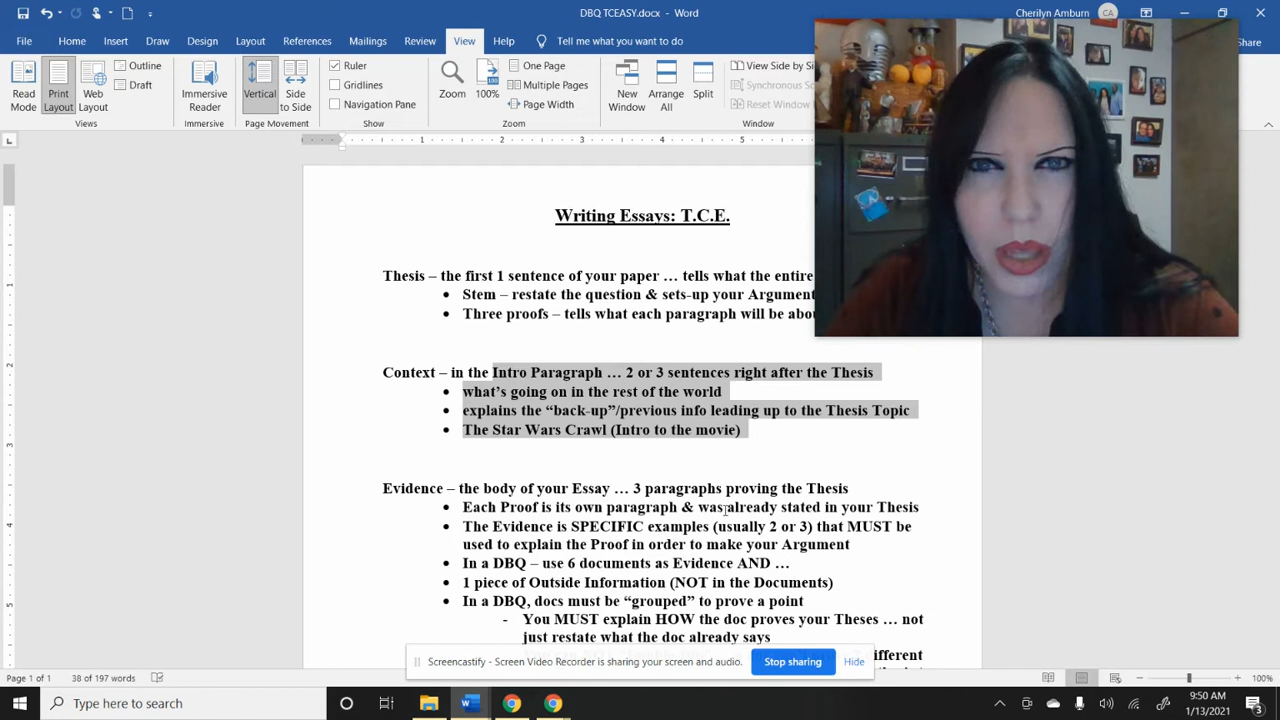 DBQ TCE.docx - Word
Cherilyn Amburn
CA
File Home Insert Draw Design Layout References Mailings Review View Help Tell me what you want to do
Share
Read Mode
Print Layout
Web Layout
Outline
Draft
Views
Immersive Reader
Immersive
Vertical
Side to Side
Page Movement
Ruler
Gridlines
Navigation Pane
Show
Zoom
100%
One Page
Multiple Pages
Page Width
Zoom
New Window
Arrange All
Split
View Side by Si
Synchronous S
Reset Window
Window
Writing Essays: T.C.E.
Thesis – the first 1 sentence of your paper … tells what the entire
• Stem – restate the question & sets-up your Argument
• Three proofs – tells what each paragraph will be abou
Context – in the Intro Paragraph … 2 or 3 sentences right after the Thesis
• what’s going on in the rest of the world
• explains the “back-up”/previous info leading up to the Thesis Topic
• The Star Wars Crawl (Intro to the movie)
Evidence – the body of your Essay … 3 paragraphs proving the Thesis
• Each Proof is its own paragraph & was already stated in your Thesis
• The Evidence is SPECIFIC examples (usually 2 or 3) that MUST be
used to explain the Proof in order to make your Argument
• In a DBQ – use 6 documents as Evidence AND …
• 1 piece of Outside Information (NOT in the Documents)
• In a DBQ, docs must be “grouped” to prove a point
- You MUST explain HOW the doc proves your Theses … not
just restate what the doc already says
different
Screencastify - Screen Video Recorder is sharing your screen and audio.
Stop sharing
Hide
Page 1 of 1
38 of 197 words
100%
Type here to search
9:50 AM
1/13/2021
3